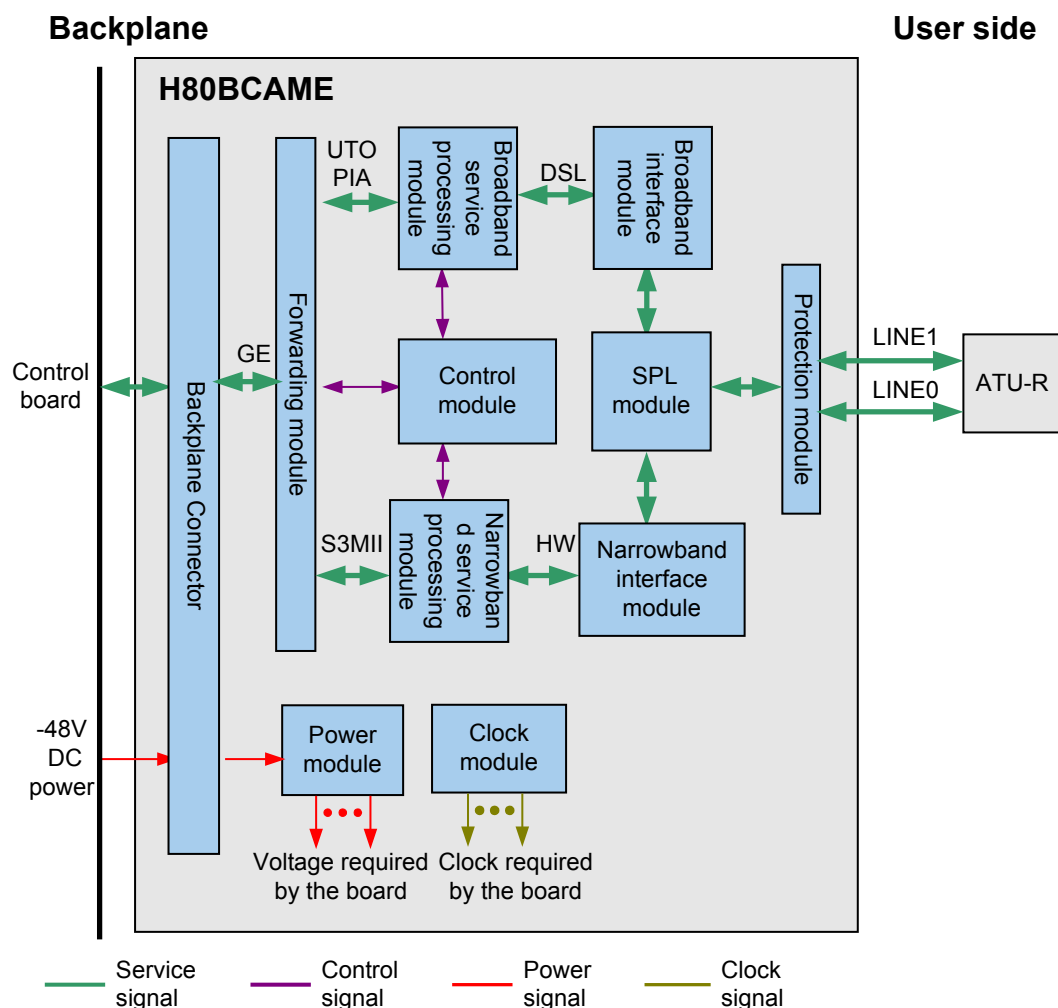 Backplane
User side
H80BCAME
UTO
PIA
Broadband
service
processing
module
DSL
Broadband
interface
module
Backplane Connector
Forwarding module
Protection module
GE
Control
board
Control
module
SPL
module
LINE1
LINE0
ATU-R
S3MII
Narrowban
d service
processing
module
HW
Narrowband
interface module
-48V
DC
power
Power
module
Clock
module
Voltage required
by the board
Clock required
by the board
Service
signal
Control
signal
Power
signal
Clock
signal